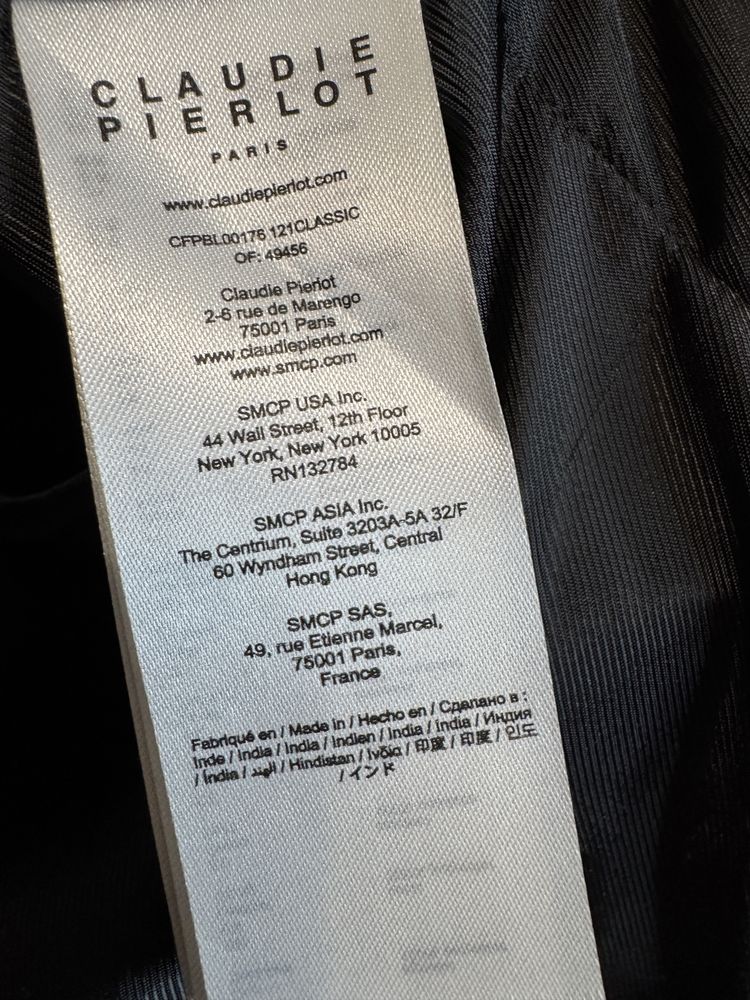 CLAUDIE
PIERLOT
PARIS
www.claudiepierlot.com
CFPBL00176 121CLASSIC
OF: 49456
Claudie Pierlot
2-6 rue de Marengo
75001 Paris
www.claudiepierlot.com
www.smcp.com
SMCP USA Inc.
44 Wall Street, 12th Floor
New York, New York 10005
RN132784
SMCP ASIA Inc.
The Centrium, Suite 3203A-5A 32/F
60 Wyndham Street, Central
Hong Kong
SMCP SAS,
49, rue Etienne Marcel,
75001 Paris,
France
Fabriqué en / Made in / Hecho en / Сделано в :
Inde / India / India / Indien / India / India / Индия
/ Índia / الهند / Hindistan / Ινδία / 印度 / 印度 / 인도
/ インド